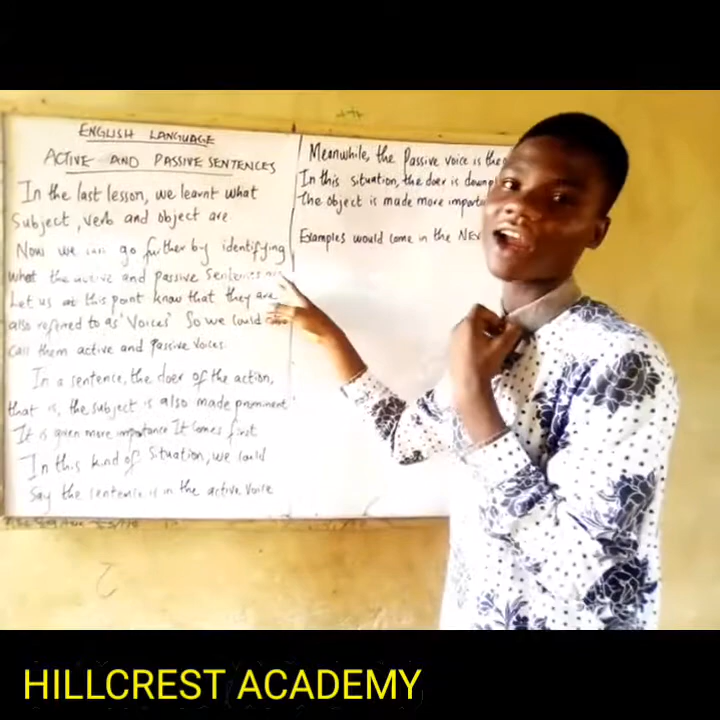 ENGLISH LANGUAGE
ACTIVE AND PASSIVE SENTENCES
In the last lesson, we learnt what
Subject, verb and object are
Now we can go further by identifying
what the active and passive Sentences are
Let us at this point know that they are
also referred to as 'Voices' So we could
call them active and Passive voices.
In a sentence, the doer of the action,
that is, the subject is also made prominent
It is given more importance It comes first
In this kind of Situation, we could
Say the sentence is in the active voice
Meanwhile, the Passive voice is the
In this situation, the doer is
the object is made more
Examples would come in the
HILLCREST ACADEMY